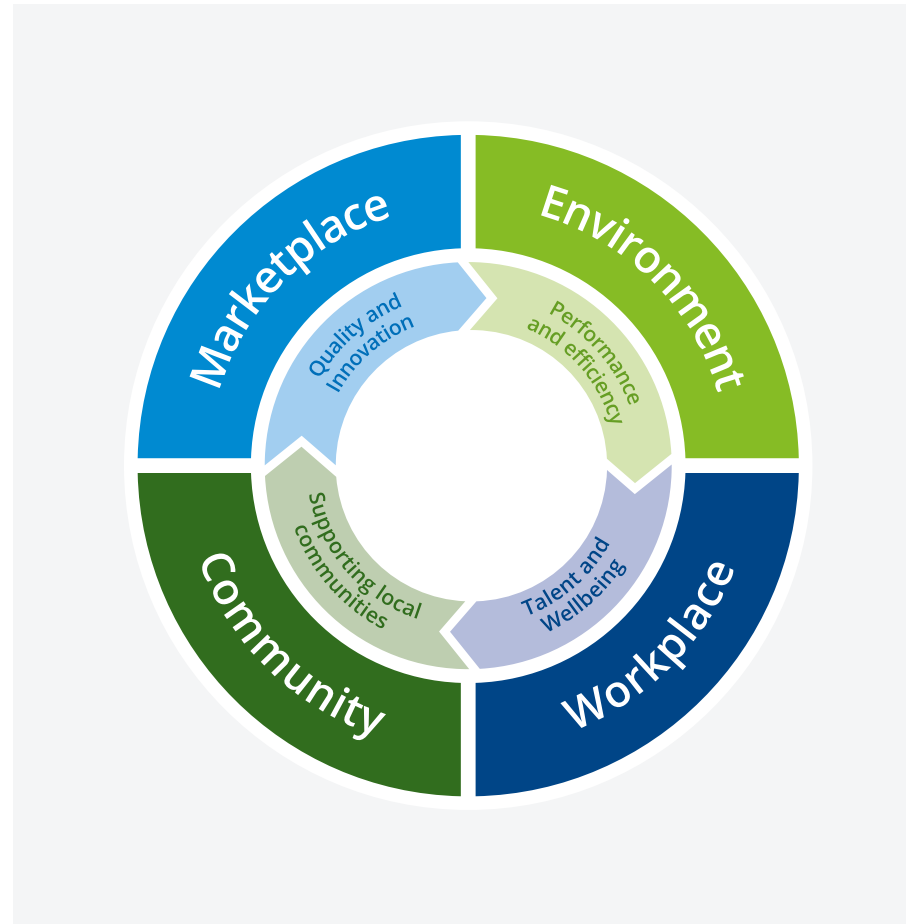 Marketplace
Environment
Quality and
Innovation
Performance
and efficiency
Supporting local
communities
Talent and
Wellbeing
Community
Workplace